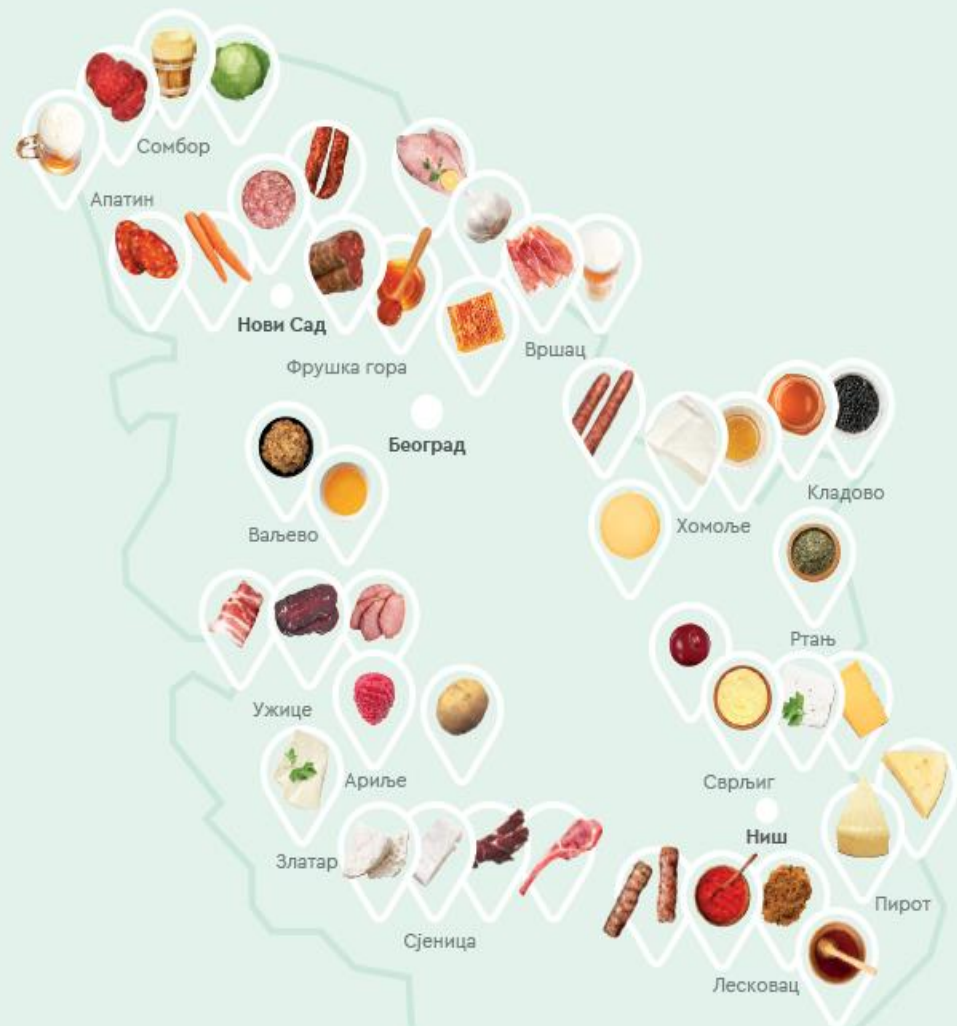 Сомбор
Апатин
Нови Сад
Фрушка гора
Вршац
Београд
Кладово
Хомоље
Ваљево
Ртањ
Ужице
Ариље
Сврљиг
Ниш
Златар
Пирот
Сјеница
Лесковац